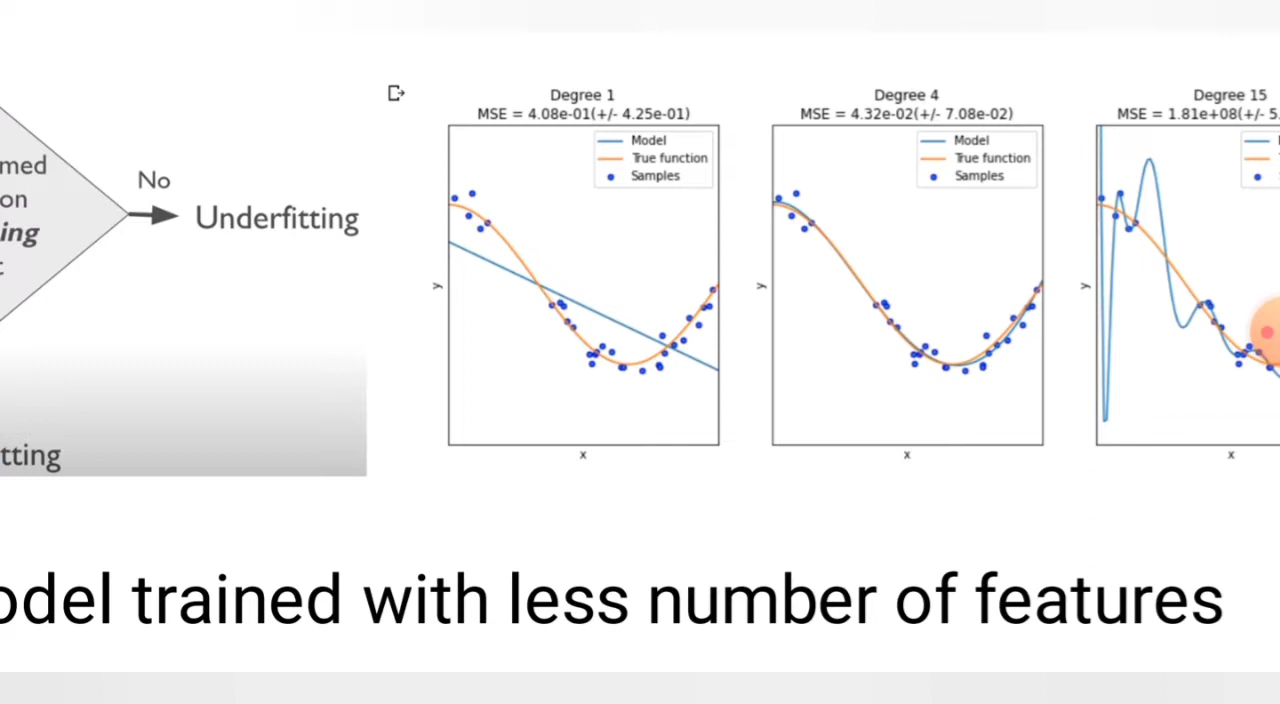 med
on
ing
No
Underfitting
tting
Degree 1
MSE = 4.08e-01(+/- 4.25e-01)
Model
True function
Samples
y
x
Degree 4
MSE = 4.32e-02(+/- 7.08e-02)
Model
True function
Samples
y
x
Degree 15
MSE = 1.81e+08(+/- 5.
y
x
odel trained with less number of features